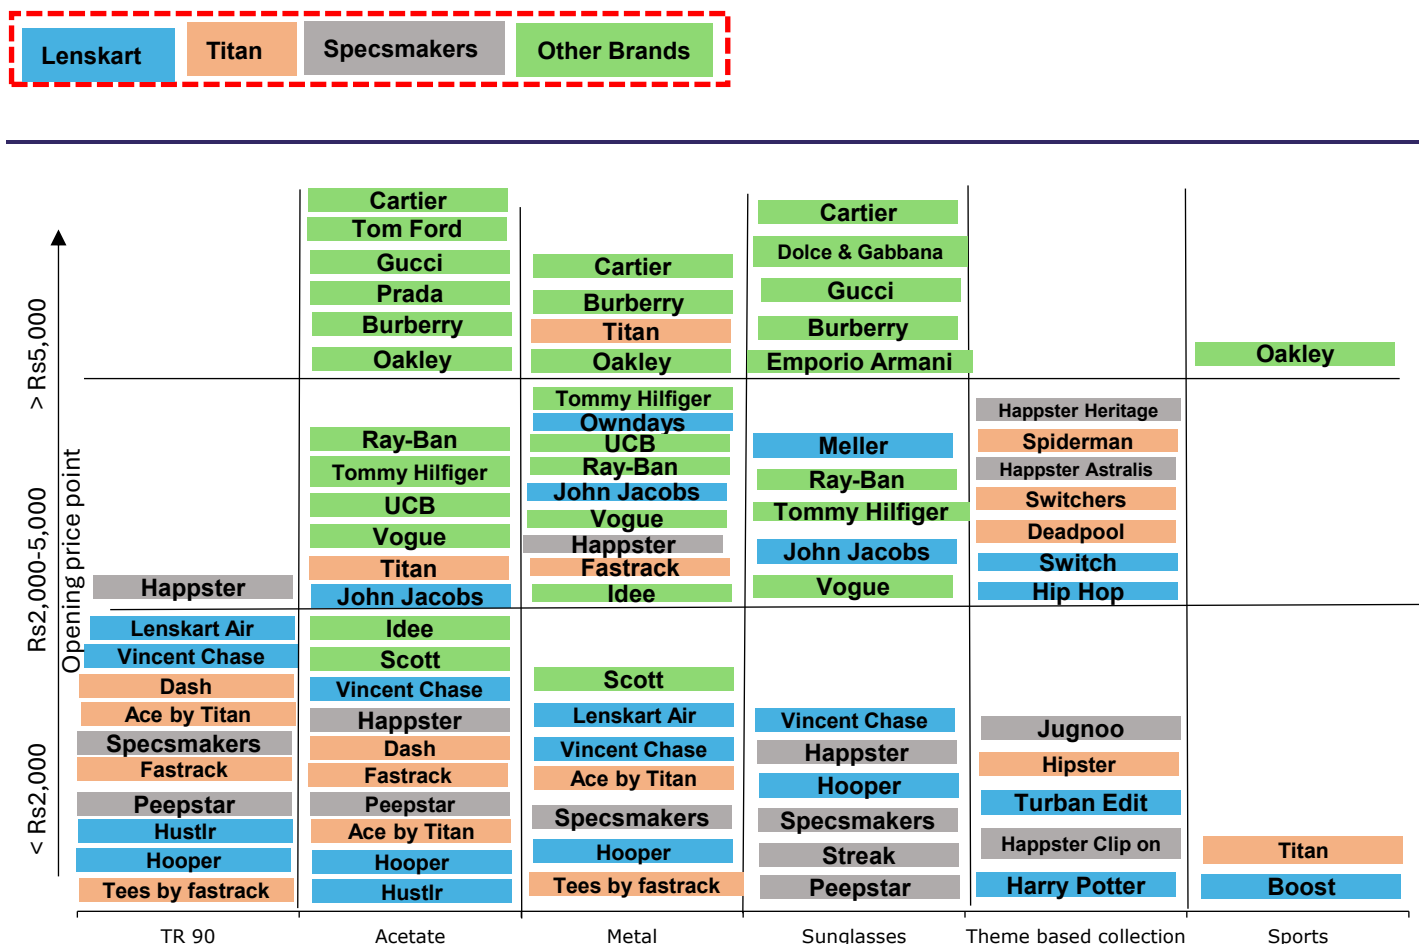 Lenskart
Titan
Specsmakers
Other Brands
Opening price point
> Rs5,000
Rs2,000-5,000
< Rs2,000
Happster
Lenskart Air
Vincent Chase
Dash
Ace by Titan
Specsmakers
Fastrack
Peepstar
Hustlr
Hooper
Tees by fastrack
TR 90
Cartier
Tom Ford
Gucci
Prada
Burberry
Oakley
Ray-Ban
Tommy Hilfiger
UCB
Vogue
Titan
John Jacobs
Idee
Scott
Vincent Chase
Happster
Dash
Fastrack
Peepstar
Ace by Titan
Hooper
Hustlr
Acetate
Cartier
Burberry
Titan
Oakley
Tommy Hilfiger
Owndays
UCB
Ray-Ban
John Jacobs
Vogue
Happster
Fastrack
Idee
Scott
Lenskart Air
Vincent Chase
Ace by Titan
Specsmakers
Hooper
Tees by fastrack
Metal
Cartier
Dolce & Gabbana
Gucci
Burberry
Emporio Armani
Meller
Ray-Ban
Tommy Hilfiger
John Jacobs
Vogue
Vincent Chase
Happster
Hooper
Specsmakers
Streak
Peepstar
Sunglasses
Happster Heritage
Spiderman
Happster Astralis
Switchers
Deadpool
Switch
Hip Hop
Jugnoo
Hipster
Turban Edit
Happster Clip on
Harry Potter
Theme based collection
Oakley
Titan
Boost
Sports